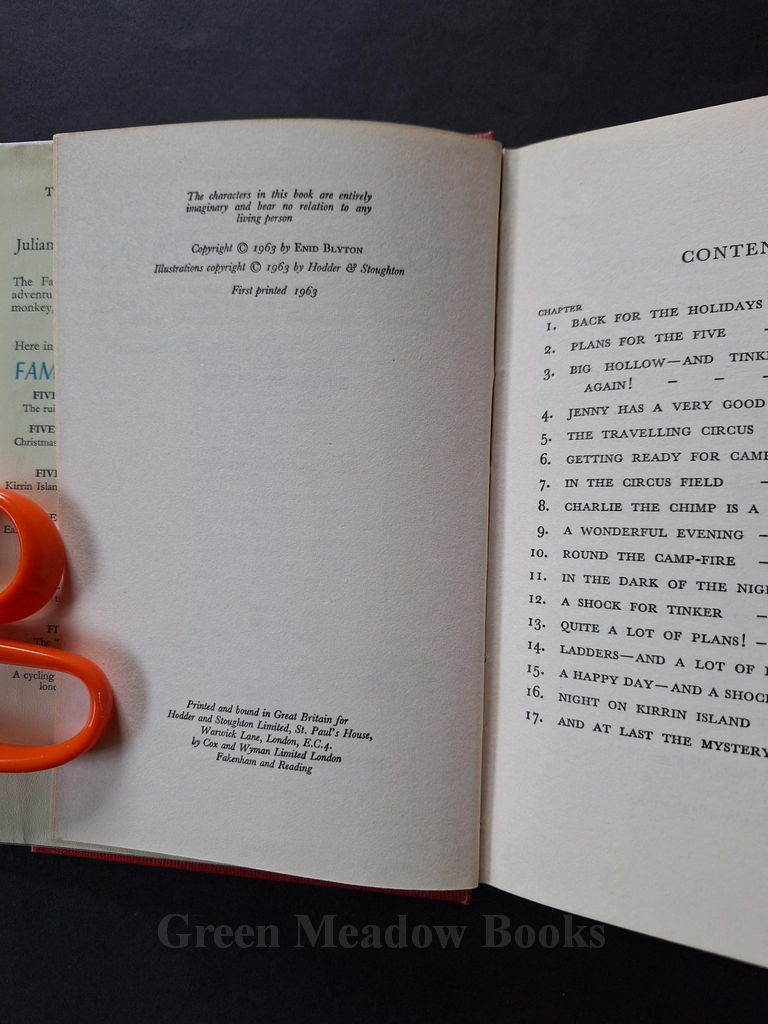 T
Julian
The Fa
adventu
monkey,
Here in
FAM
FIV
The rui
FIVE
Christmas
FIV
Kirrin Islan
FI
The "
A cycling
lone
The characters in this book are entirely
imaginary and bear no relation to any
living person
Copyright © 1963 by ENID BLYTON
Illustrations copyright © 1963 by Hodder & Stoughton
First printed 1963
Printed and bound in Great Britain for
Hodder and Stoughton Limited, St. Paul's House,
Warwick Lane, London, E.C.4.
by Cox and Wyman Limited London
Fakenham and Reading
CONTEN
CHAPTER
1. BACK FOR THE HOLIDAYS
2. PLANS FOR THE FIVE –
3. BIG HOLLOW—AND TINK
AGAIN! – – –
4. JENNY HAS A VERY GOOD
5. THE TRAVELLING CIRCUS
6. GETTING READY FOR CAMP
7. IN THE CIRCUS FIELD –
8. CHARLIE THE CHIMP IS A
9. A WONDERFUL EVENING –
10. ROUND THE CAMP-FIRE –
11. IN THE DARK OF THE NIG
12. A SHOCK FOR TINKER –
13. QUITE A LOT OF PLANS! –
14. LADDERS—AND A LOT OF
15. A HAPPY DAY—AND A SHOC
16. NIGHT ON KIRRIN ISLAND
17. AND AT LAST THE MYSTERY
Green Meadow Books